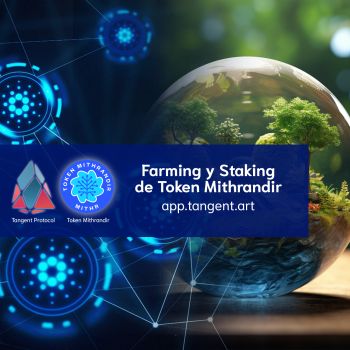 Farming y Staking
de Token Mithrandir
app.tangent.art
TOKEN MITHRANDIR
MITHR
Tangent Protocol
Token Mithrandir